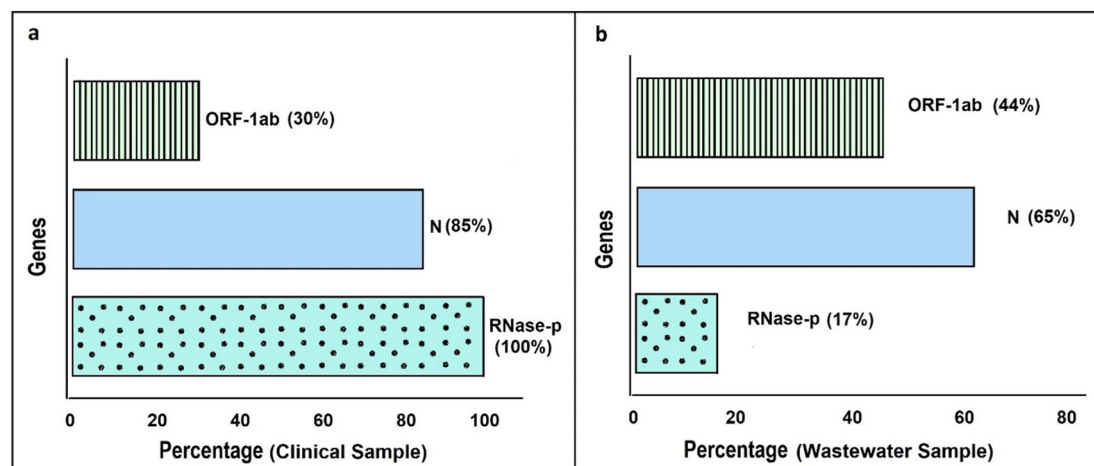 a
Genes
ORF-1ab (30%)
N (85%)
RNase-p
(100%)
0 20 40 60 80 100
Percentage (Clinical Sample)
b
Genes
ORF-1ab (44%)
N (65%)
RNase-p (17%)
0 20 40 60 80
Percentage (Wastewater Sample)